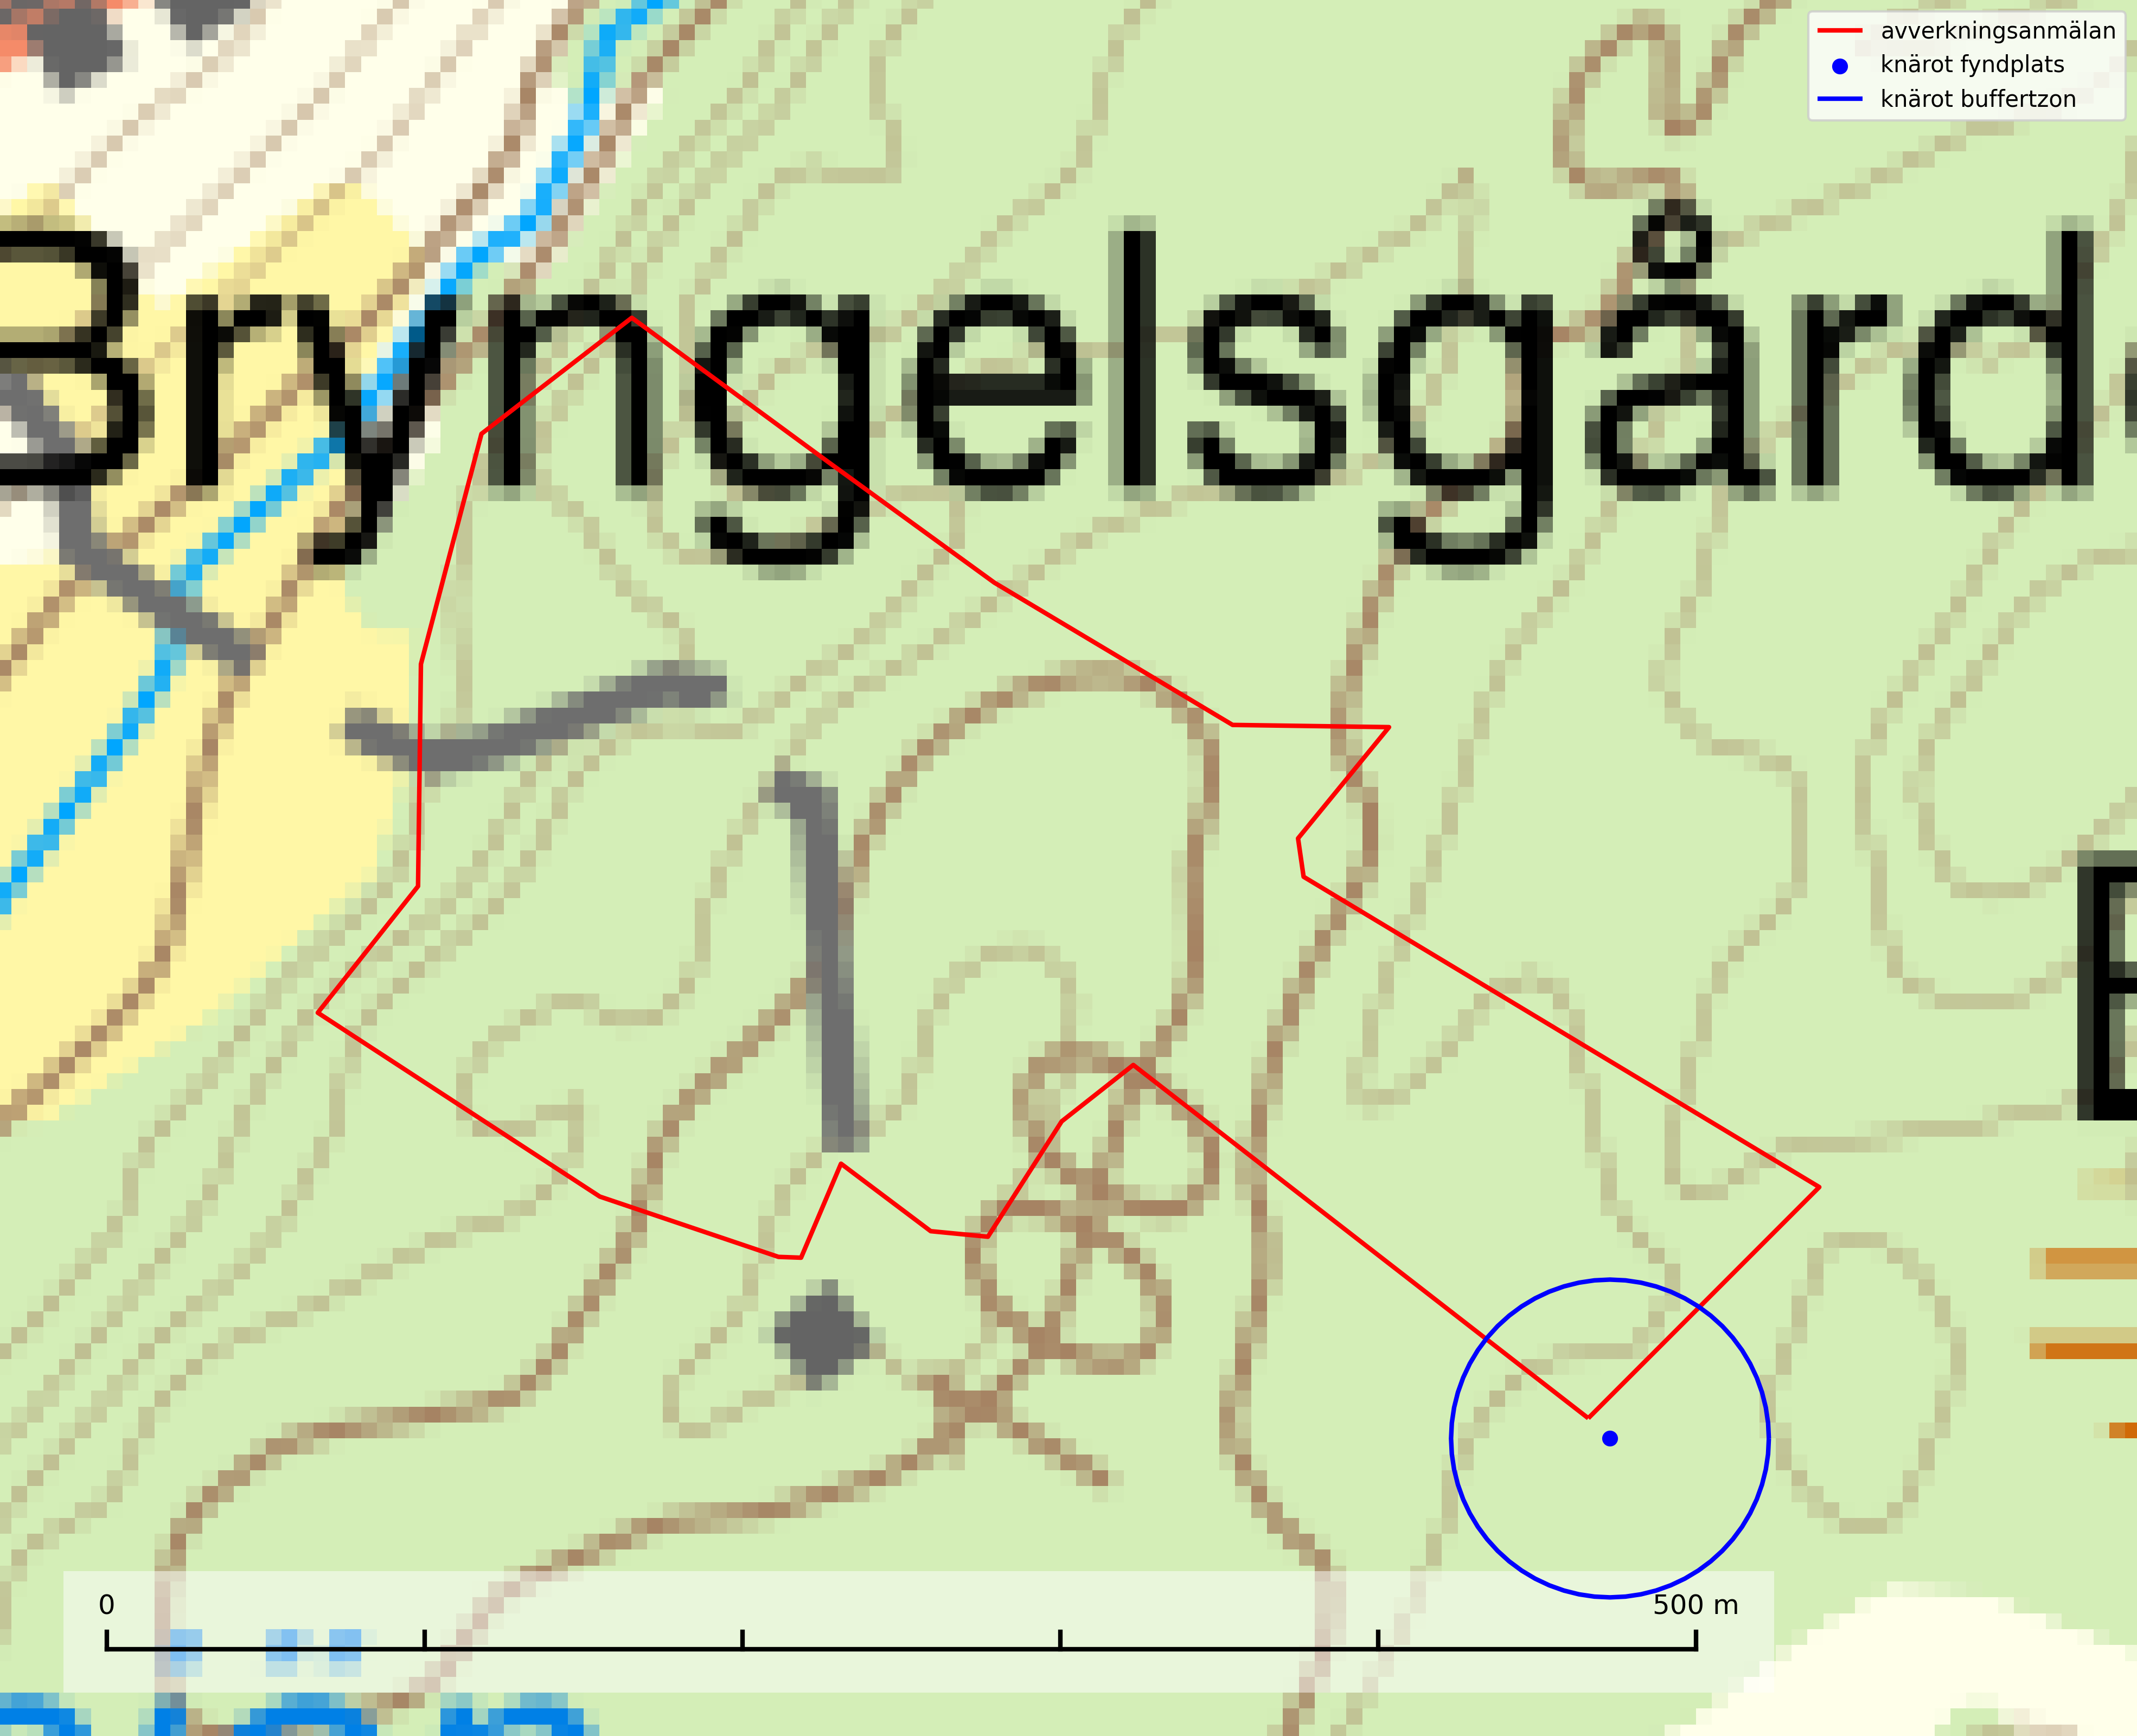 avverkningsanmälan
knärot fyndplats
knärot buffertzon
Bryngelsgård
0
500 m